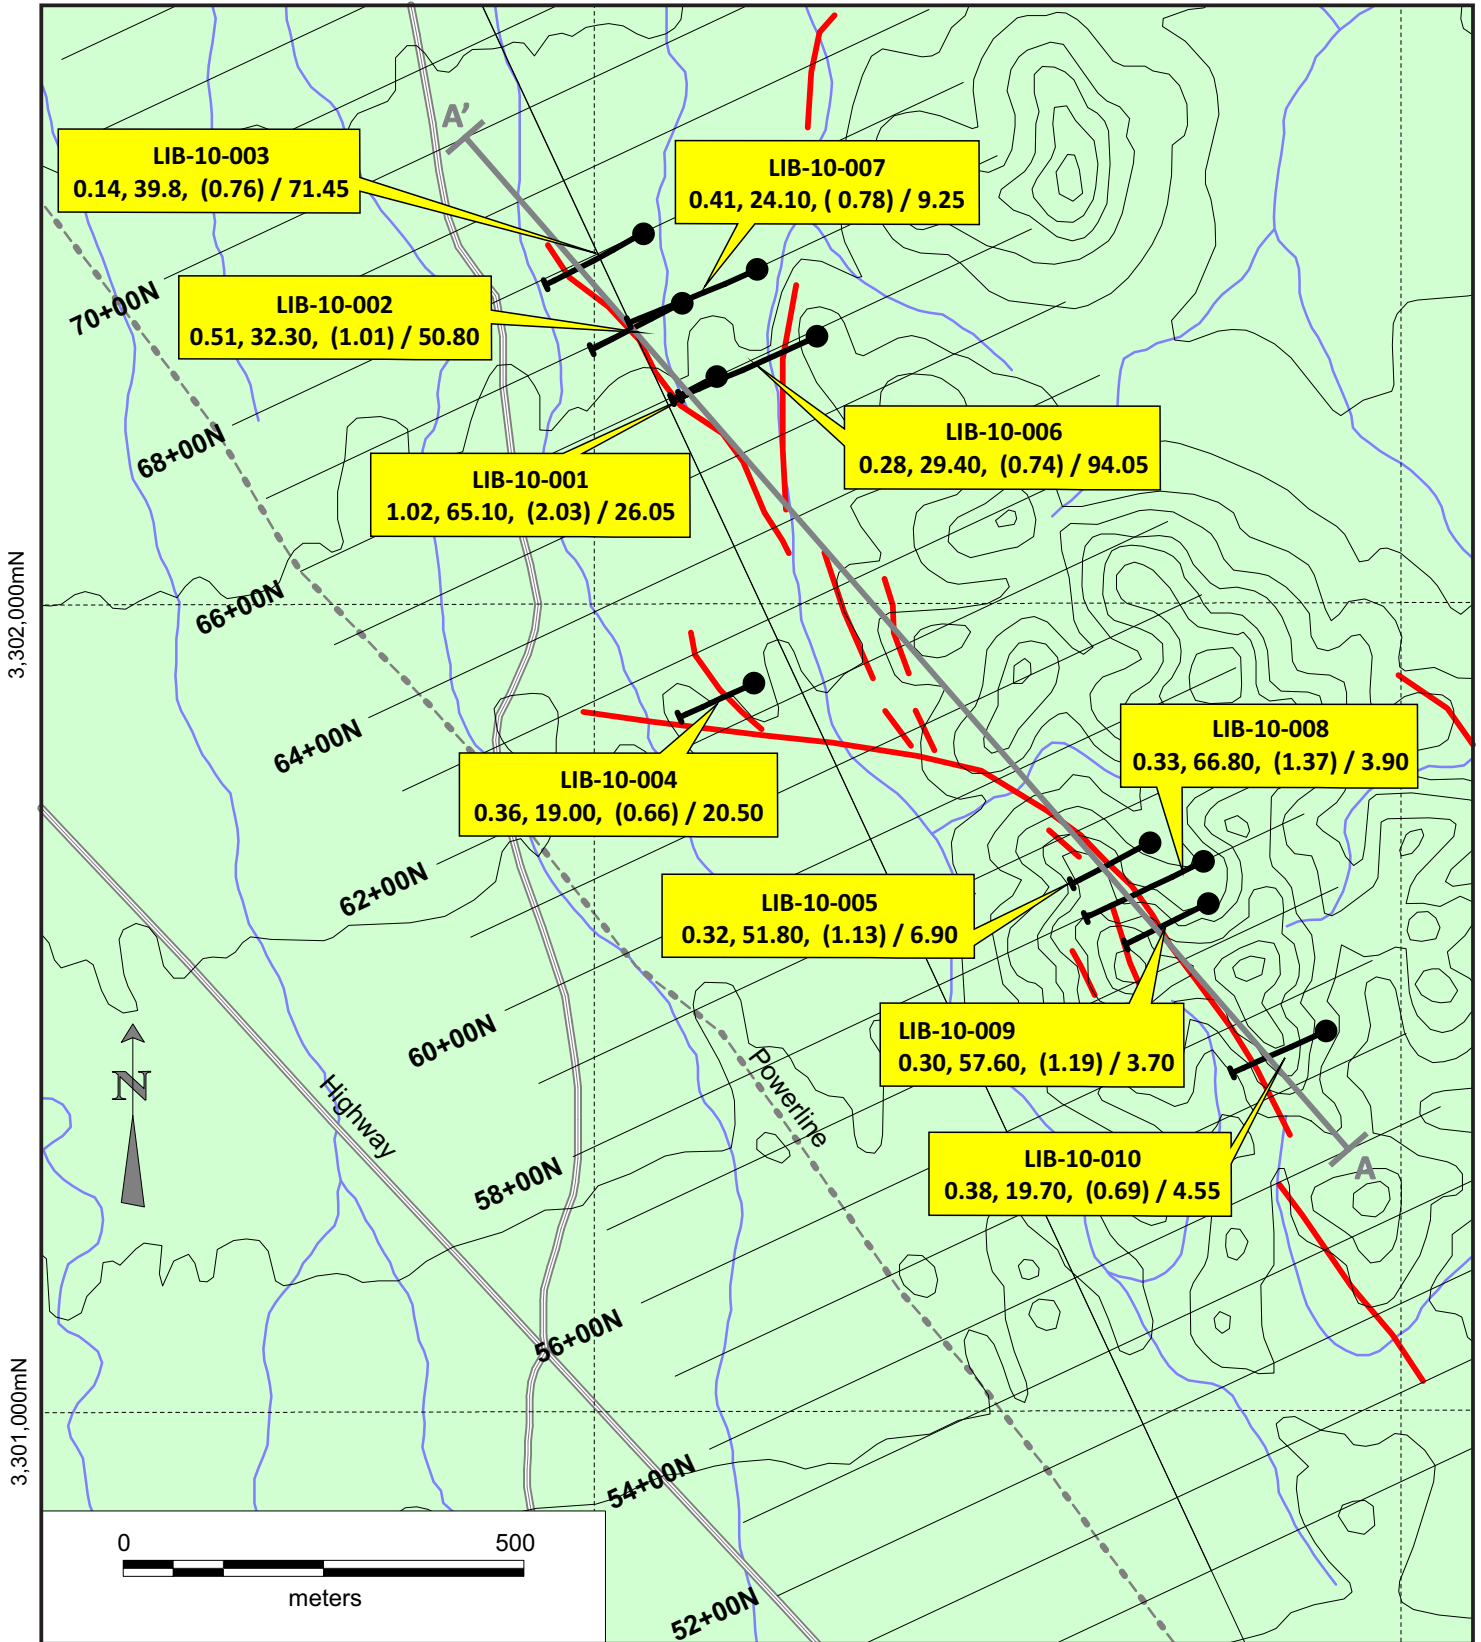 A'
LIB-10-003
0.14, 39.8, (0.76) / 71.45
LIB-10-007
0.41, 24.10, ( 0.78) / 9.25
70+00N
LIB-10-002
0.51, 32.30, (1.01) / 50.80
68+00N
LIB-10-006
0.28, 29.40, (0.74) / 94.05
LIB-10-001
1.02, 65.10, (2.03) / 26.05
3,302,000mN
66+00N
64+00N
LIB-10-008
0.33, 66.80, (1.37) / 3.90
LIB-10-004
0.36, 19.00, (0.66) / 20.50
62+00N
LIB-10-005
0.32, 51.80, (1.13) / 6.90
60+00N
LIB-10-009
0.30, 57.60, (1.19) / 3.70
N
Highway
Powerline
LIB-10-010
0.38, 19.70, (0.69) / 4.55
A
58+00N
56+00N
3,301,000mN
54+00N
52+00N
0 500
meters